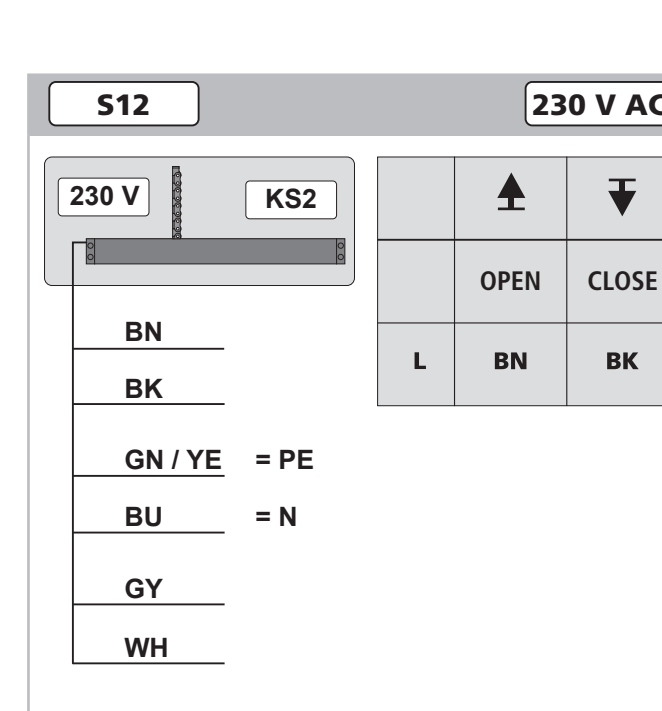 S12
230 V AC
230 V
KS2
OPEN CLOSE
L BN BK
BN
BK
GN / YE = PE
BU = N
GY
WH